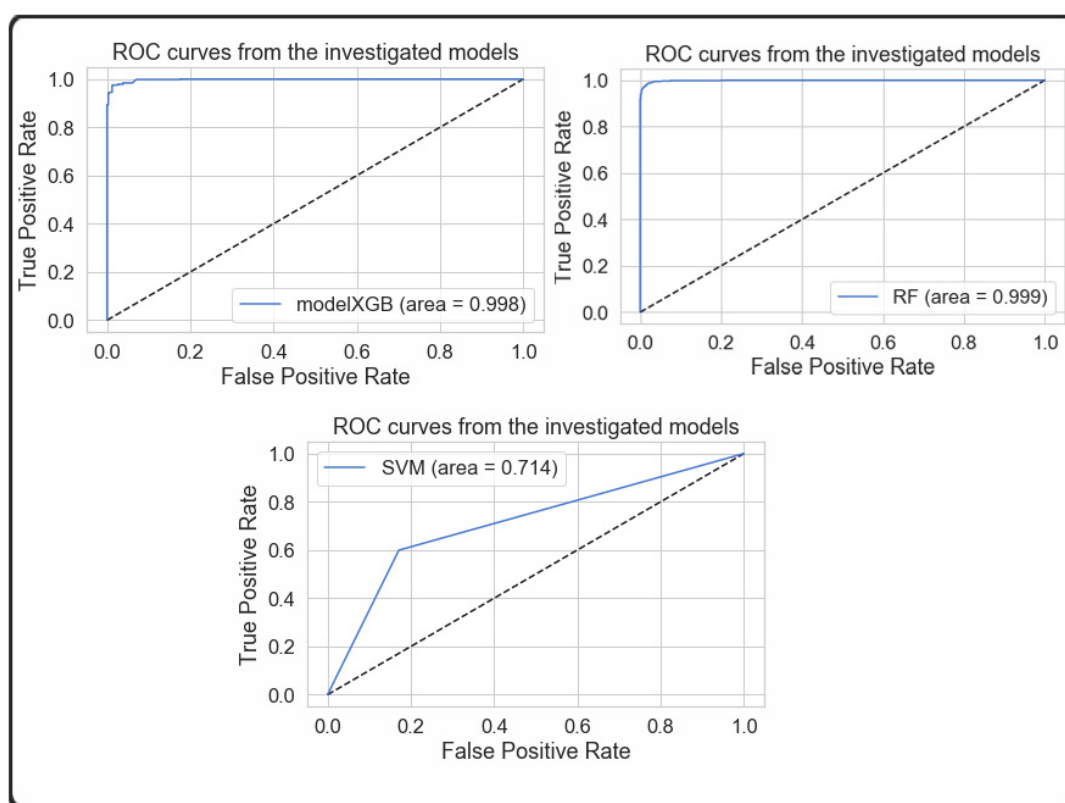 ROC curves from the investigated models
1.0
0.8
0.6
0.4
0.2
0.0
True Positive Rate
modelXGB (area = 0.998)
0.0 0.2 0.4 0.6 0.8 1.0
False Positive Rate
ROC curves from the investigated models
1.0
0.8
0.6
0.4
0.2
0.0
True Positive Rate
RF (area = 0.999)
0.0 0.2 0.4 0.6 0.8 1.0
False Positive Rate
ROC curves from the investigated models
1.0
0.8
0.6
0.4
0.2
0.0
True Positive Rate
SVM (area = 0.714)
0.0 0.2 0.4 0.6 0.8 1.0
False Positive Rate